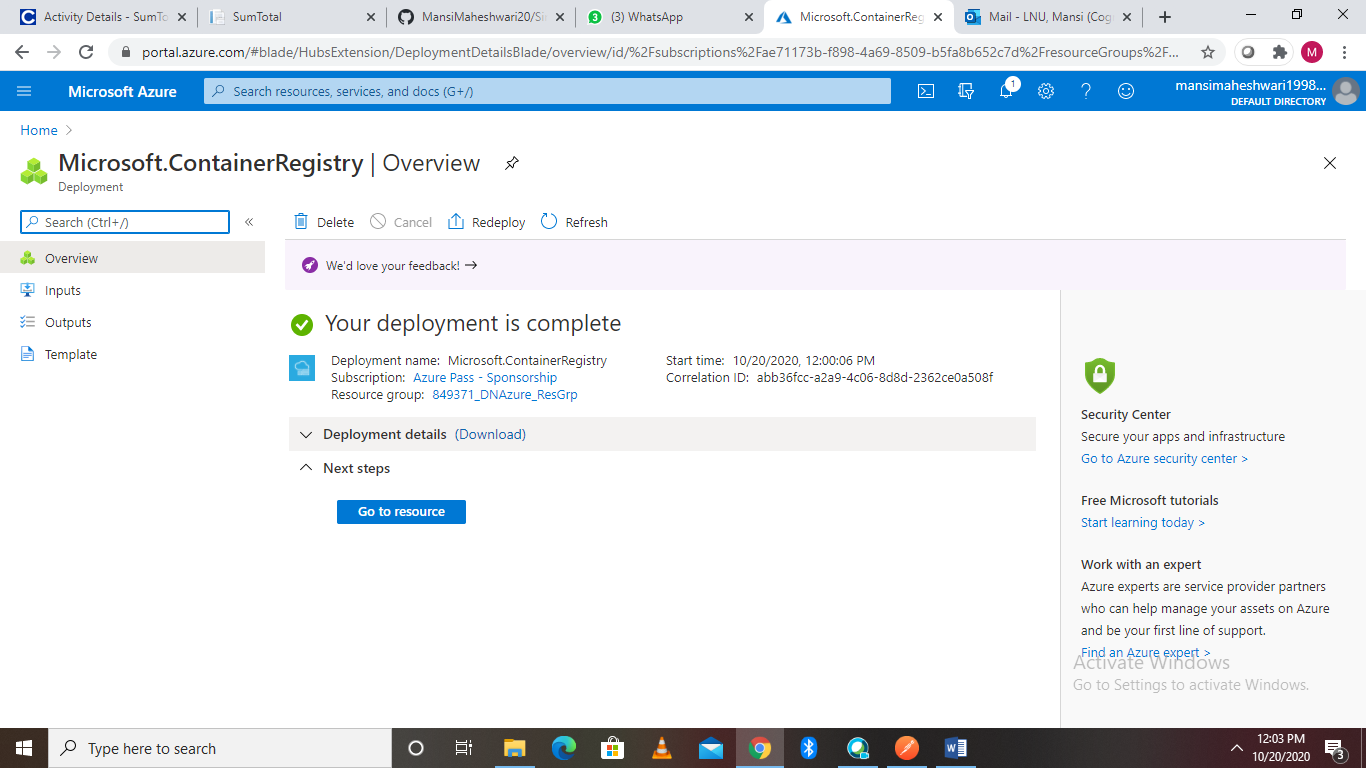 Activity Details - SumTo
SumTotal
MansiMaheshwari20/Sin
3
(3) WhatsApp
Microsoft.ContainerReg
Mail - LNU, Mansi (Cog
portal.azure.com/#blade/HubsExtension/DeploymentDetailsBlade/overview/id/%2Fsubscriptions%2Fae71173b-f898-4a69-8509-b5fa8b652c7d%2FresourceGroups%2F...
M
Microsoft Azure
Search resources, services, and docs (G+/)
1
mansimaheshwari1998...
DEFAULT DIRECTORY
Home
Microsoft.ContainerRegistry | Overview
Deployment
Search (Ctrl+/)
Delete
Cancel
Redeploy
Refresh
Overview
Inputs
Outputs
Template
We'd love your feedback! →
Your deployment is complete
Deployment name: Microsoft.ContainerRegistry
Subscription: Azure Pass - Sponsorship
Resource group: 849371_DNAzure_ResGrp
Start time: 10/20/2020, 12:00:06 PM
Correlation ID: abb36fcc-a2a9-4c06-8d8d-2362ce0a508f
Deployment details (Download)
Next steps
Go to resource
Security Center
Secure your apps and infrastructure
Go to Azure security center >
Free Microsoft tutorials
Start learning today >
Work with an expert
Azure experts are service provider partners
who can help manage your assets on Azure
and be your first line of support.
Find an Azure expert >
Activate Windows
Go to Settings to activate Windows.
Type here to search
12:03 PM
10/20/2020
3